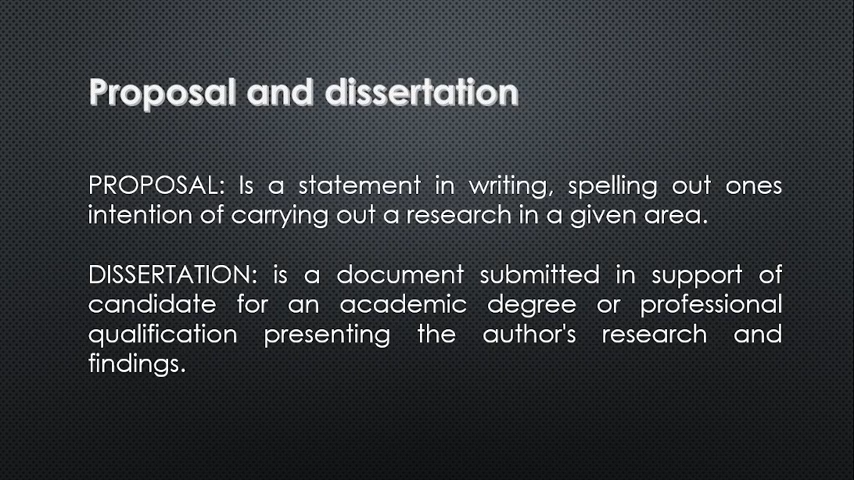 Proposal and dissertation
PROPOSAL: Is a statement in writing, spelling out ones
intention of carrying out a research in a given area.
DISSERTATION: is a document submitted in support of
candidate for an academic degree or professional
qualification presenting the author's research and
findings.